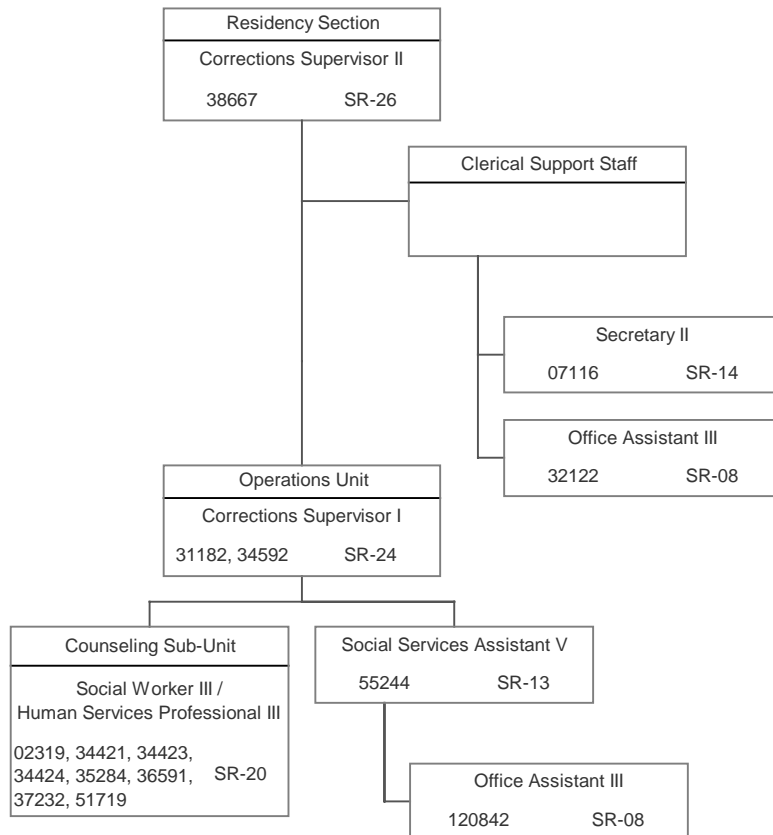 Residency Section
Corrections Supervisor II
38667 SR-26
Clerical Support Staff
Secretary II
07116 SR-14
Office Assistant III
32122 SR-08
Operations Unit
Corrections Supervisor I
31182, 34592 SR-24
Counseling Sub-Unit
Social Worker III /
Human Services Professional III
02319, 34421, 34423,
34424, 35284, 36591, SR-20
37232, 51719
Social Services Assistant V
55244 SR-13
Office Assistant III
120842 SR-08